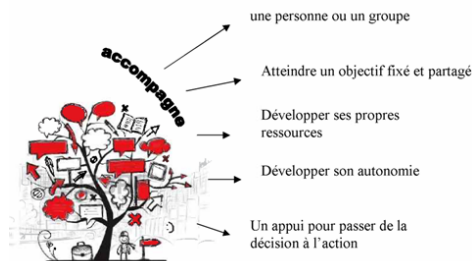 une personne ou un groupe
accompagne
Atteindre un objectif fixé et partagé
Développer ses propres
ressources
Développer son autonomie
Un appui pour passer de la
décision à l'action